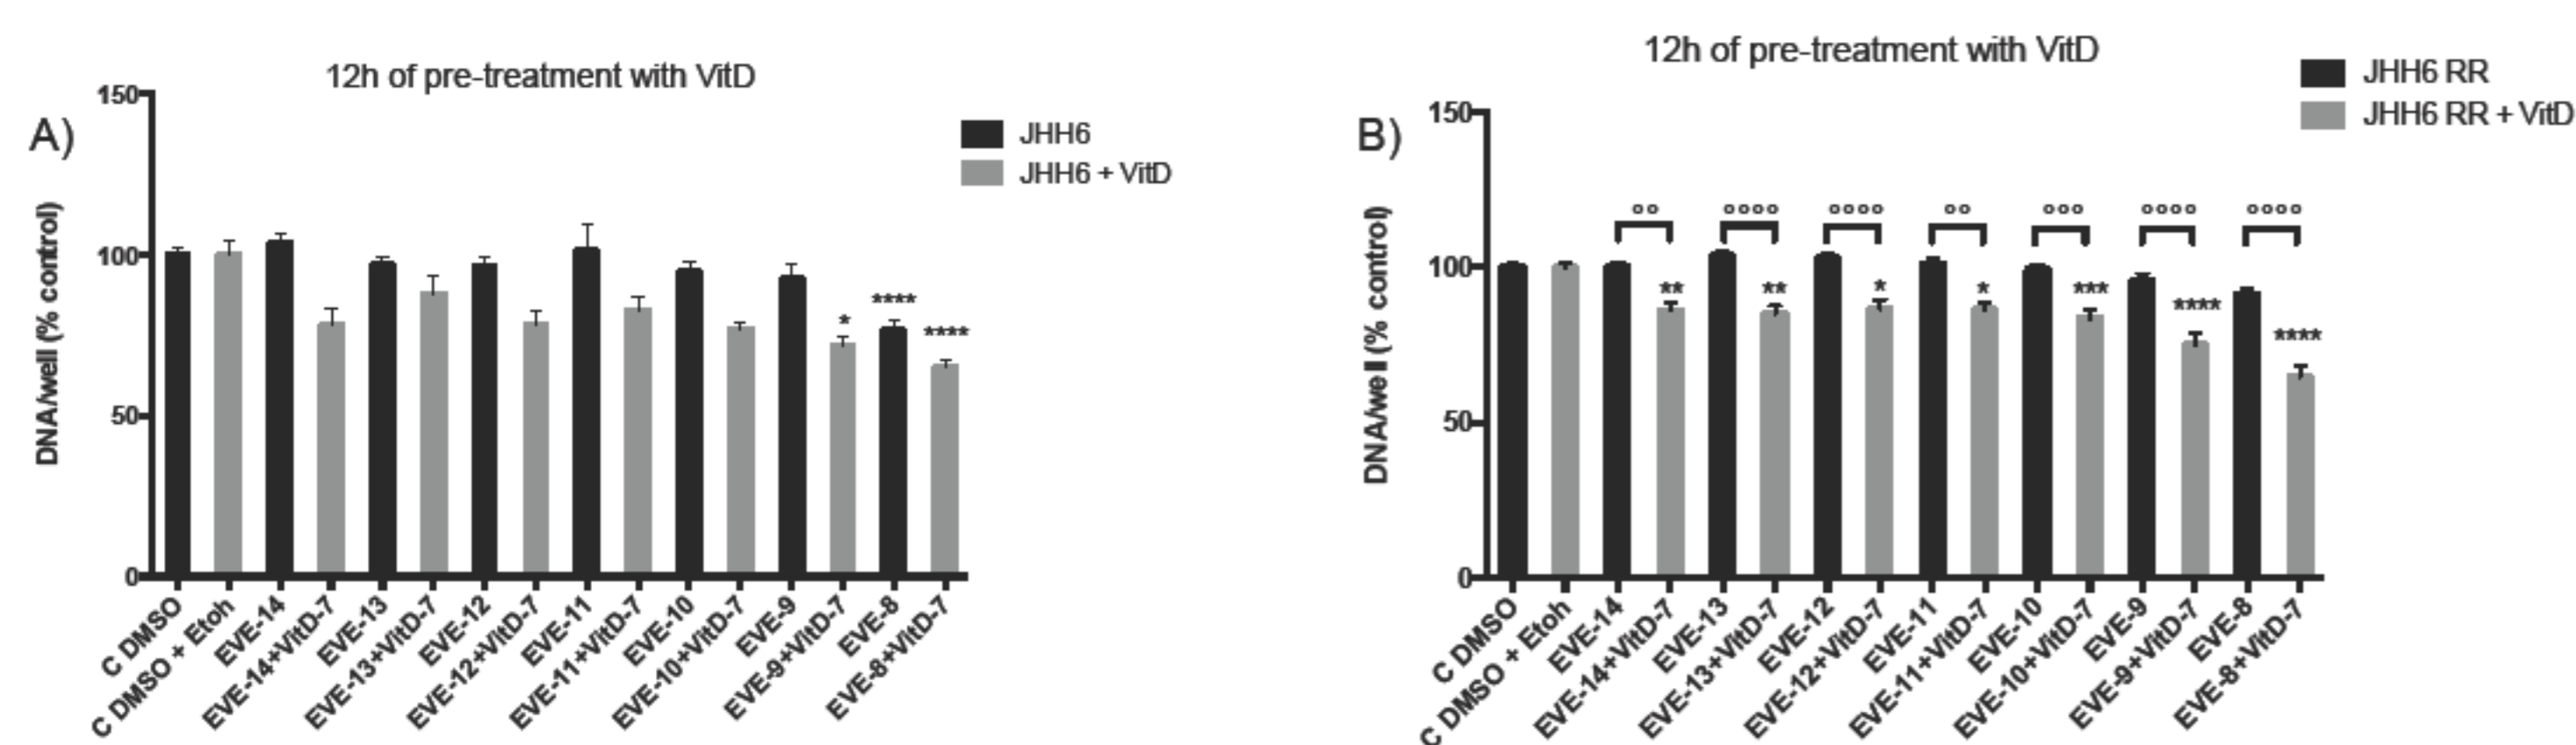 A)
12h of pre-treatment with VitD
JHH6
JHH6 + VitD
DNA/well (% control)
150
100
50
0
*
****
****
C DMSO
C DMSO + Etoh
EVE-14
EVE-14+VitD-7
EVE-13
EVE-13+VitD-7
EVE-12
EVE-12+VitD-7
EVE-11
EVE-11+VitD-7
EVE-10
EVE-10+VitD-7
EVE-9
EVE-9+VitD-7
EVE-8
EVE-8+VitD-7
B)
12h of pre-treatment with VitD
JHH6 RR
JHH6 RR + VitD
DNA/well (% control)
150
100
50
0
°° °°°° °°°° °° °°° °°°° °°°°
** ** * * *** **** ****
C DMSO
C DMSO + Etoh
EVE-14
EVE-14+VitD-7
EVE-13
EVE-13+VitD-7
EVE-12
EVE-12+VitD-7
EVE-11
EVE-11+VitD-7
EVE-10
EVE-10+VitD-7
EVE-9
EVE-9+VitD-7
EVE-8
EVE-8+VitD-7